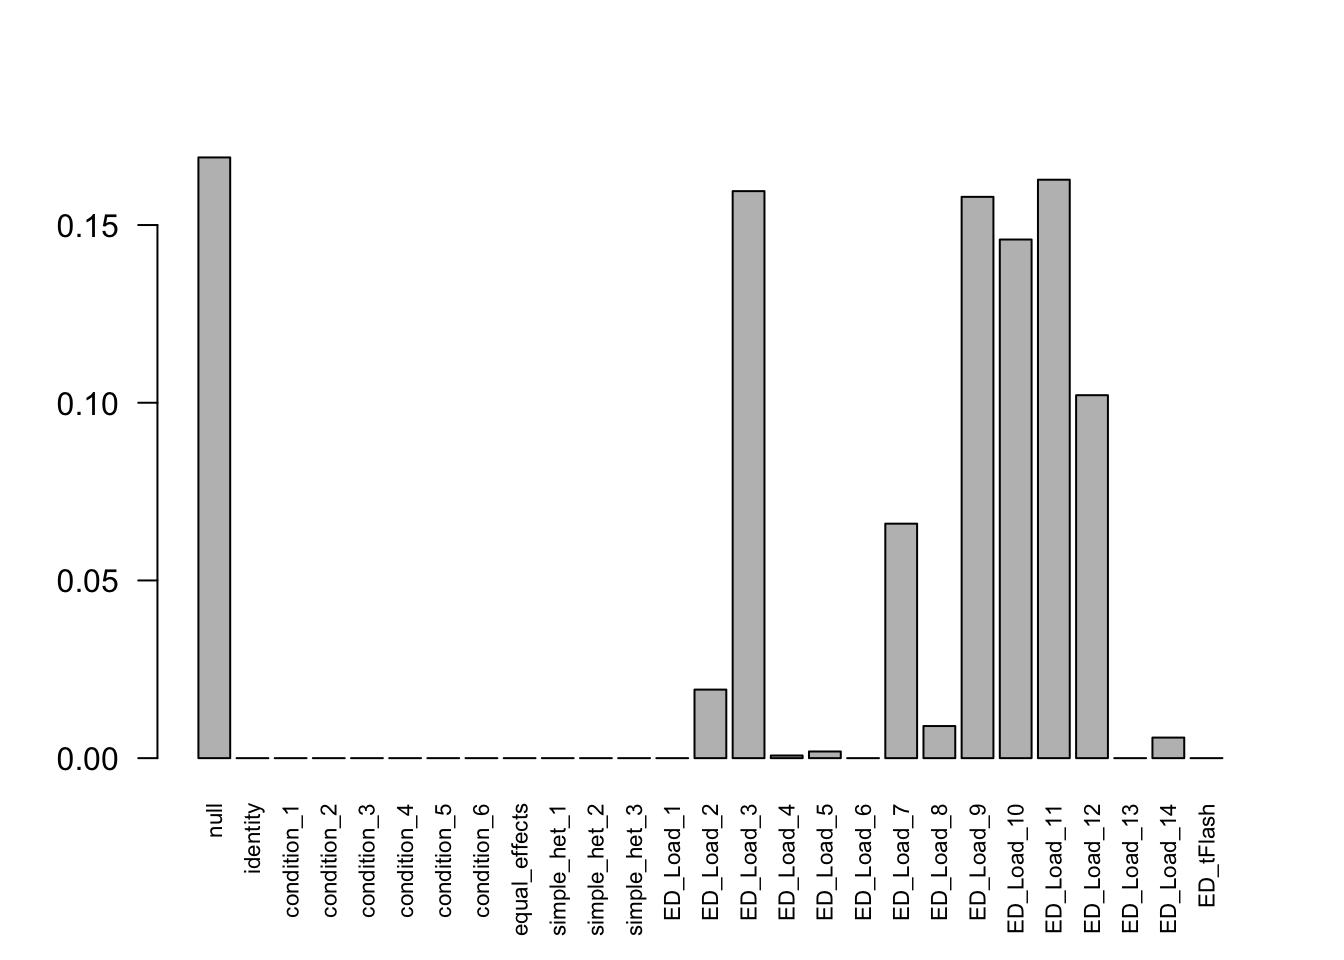 0.15
0.10
0.05
0.00
null
identity
condition_1
condition_2
condition_3
condition_4
condition_5
condition_6
equal_effects
simple_het_1
simple_het_2
simple_het_3
ED_Load_1
ED_Load_2
ED_Load_3
ED_Load_4
ED_Load_5
ED_Load_6
ED_Load_7
ED_Load_8
ED_Load_9
ED_Load_10
ED_Load_11
ED_Load_12
ED_Load_13
ED_Load_14
ED_tFlash